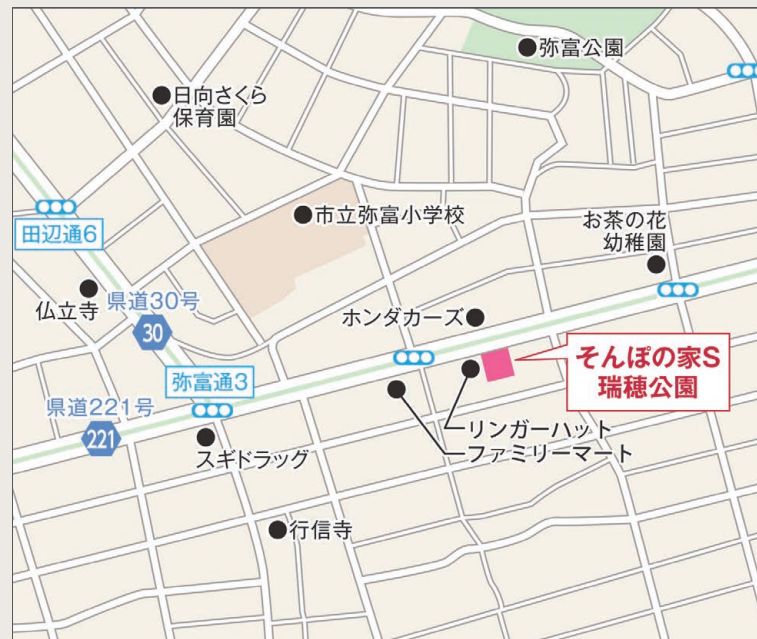 弥富公園
日向さくら
保育園
市立弥富小学校
お茶の花
幼稚園
田辺通6
仏立寺
県道30号
30
ホンダカーズ
そんぽの家S
瑞穂公園
弥富通3
県道221号
221
リンガーハット
ファミリーマート
スギドラッグ
行信寺